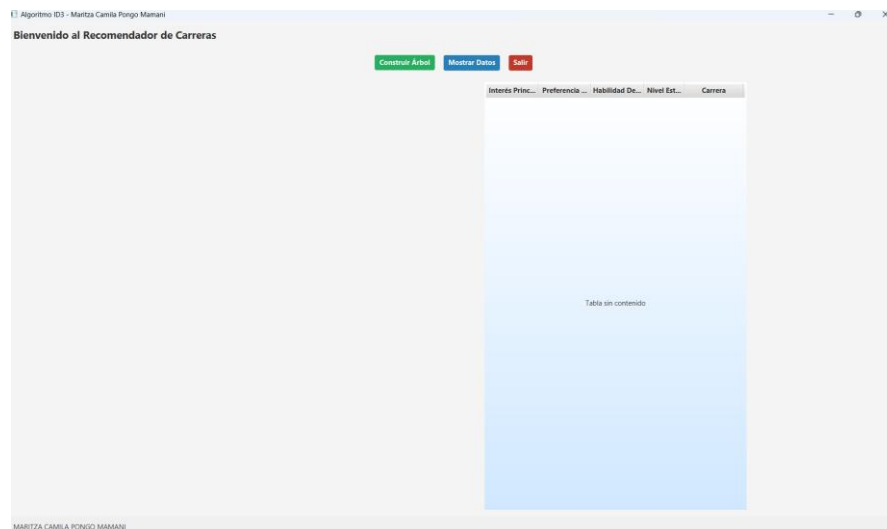 Algoritmo ID3 - Maritza Camila Pongo Mamani
Bienvenido al Recomendador de Carreras
Construir Árbol Mostrar Datos Salir
Interés Princ... Preferencia ... Habilidad De... Nivel Est... Carrera
Tabla sin contenido
MARITZA CAMILA PONGO MAMANI